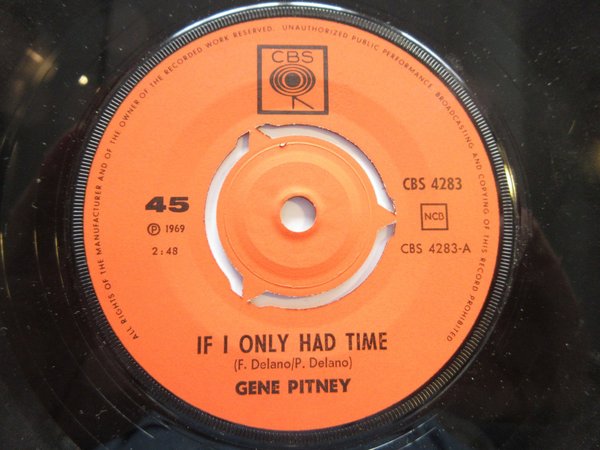 ALL RIGHTS OF THE MANUFACTURER AND OF THE OWNER OF THE RECORDED WORK RESERVED. UNAUTHORIZED PUBLIC PERFORMANCE, BROADCASTING AND COPYING OF THIS RECORD PROHIBITED
CBS
45
CBS 4283
Ⓟ 1969
NCB
2:48
CBS 4283-A
IF I ONLY HAD TIME
(F. Delano/P. Delano)
GENE PITNEY